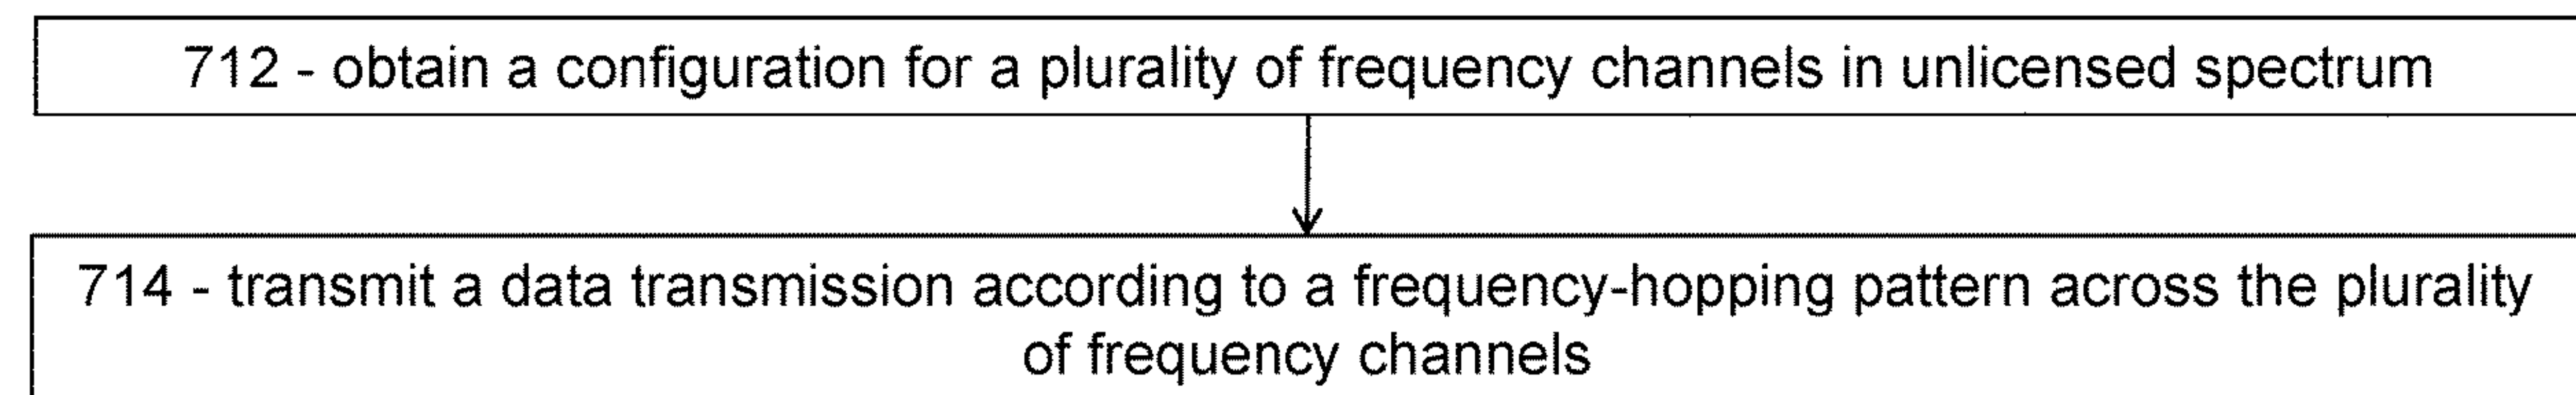 712 - obtain a configuration for a plurality of frequency channels in unlicensed spectrum
714 - transmit a data transmission according to a frequency-hopping pattern across the plurality
of frequency channels